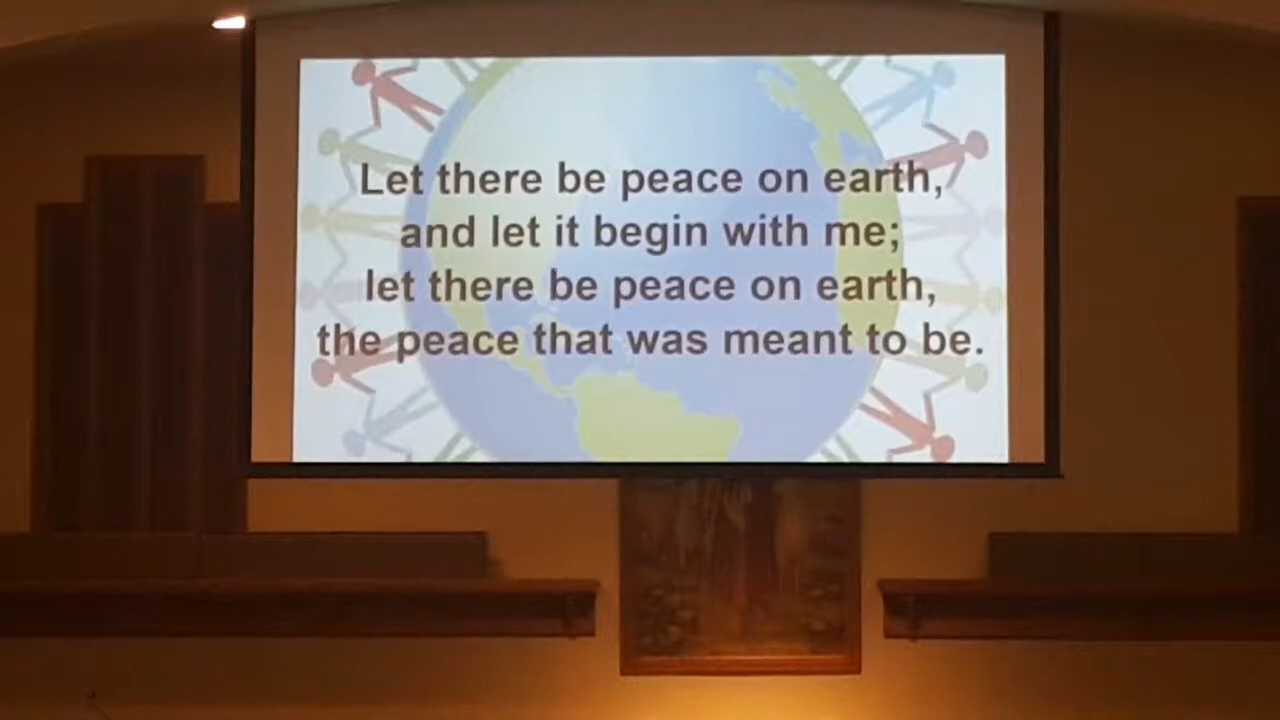 Let there be peace on earth,
and let it begin with me;
let there be peace on earth,
the peace that was meant to be.